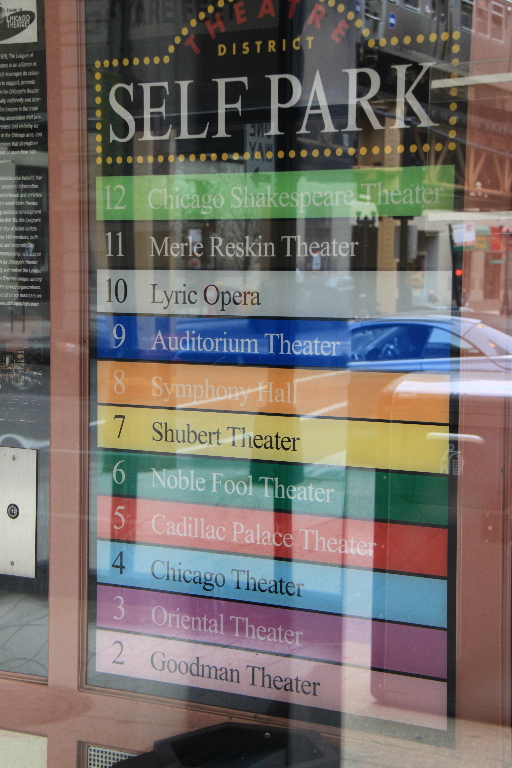 CHICAGO
THEATRE
THEATRE
DISTRICT
SELF PARK
12 Chicago Shakespeare Theater
11 Merle Reskin Theater
10 Lyric Opera
9 Auditorium Theater
8 Symphony Hall
7 Shubert Theater
6 Noble Fool Theater
5 Cadillac Palace Theater
4 Chicago Theater
3 Oriental Theater
2 Goodman Theater